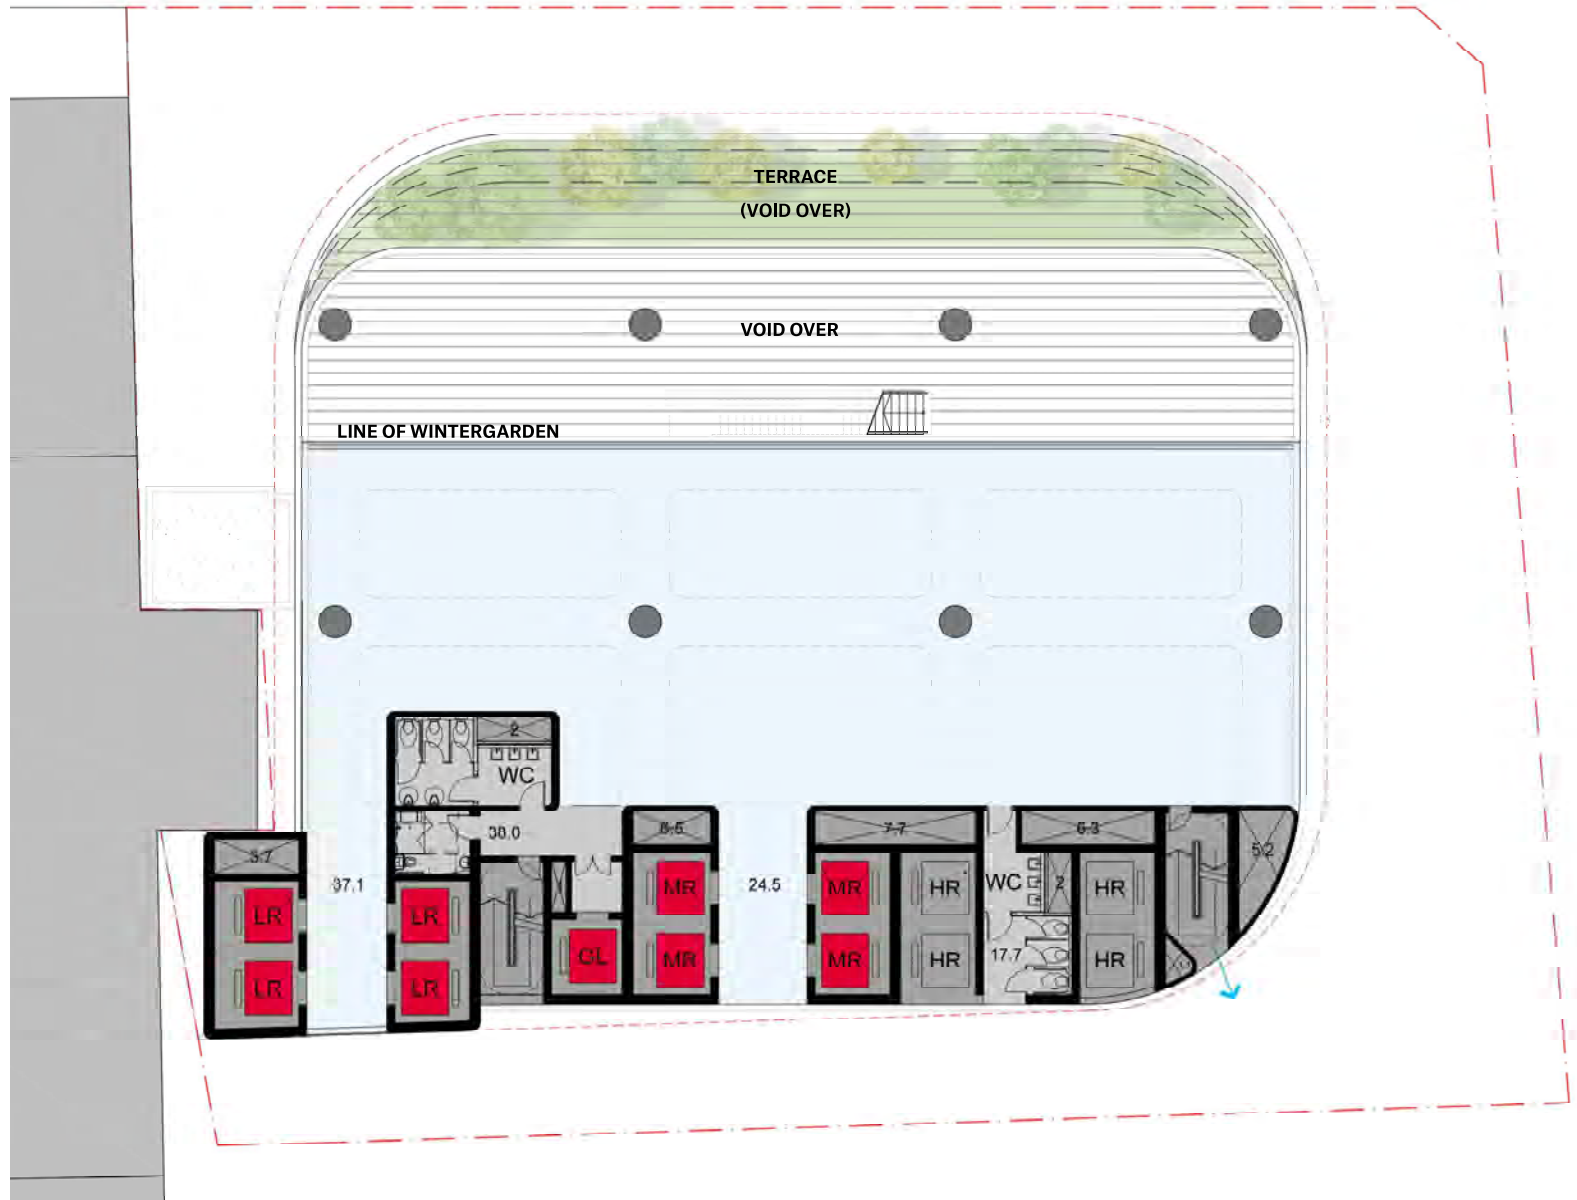 TERRACE
(VOID OVER)
VOID OVER
LINE OF WINTERGARDEN
2
WC
38.0
6.5
7.7
6.3
5.2
3.7
37.1
24.5
LR
LR
MR
MR
HR
WC
2
HR
GL
LR
LR
MR
MR
HR
17.7
HR